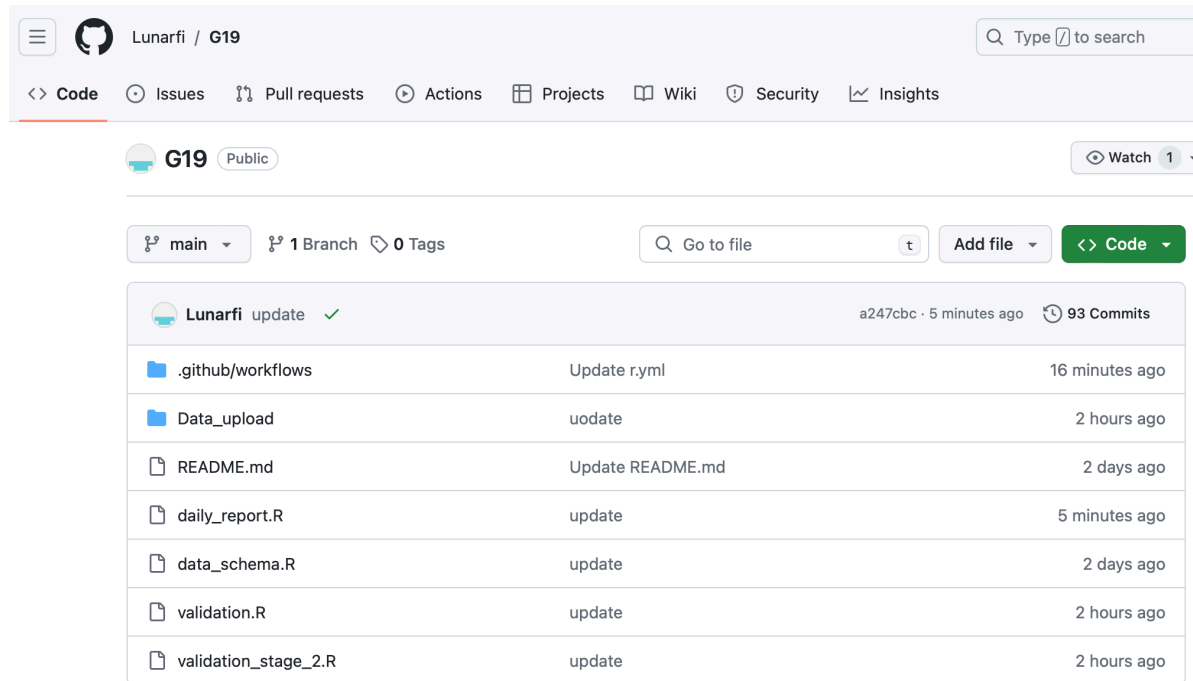 Lunarfi / G19
Type / to search
Code Issues Pull requests Actions Projects Wiki Security Insights
G19 Public
Watch 1
main 1 Branch 0 Tags Go to file t Add file Code
Lunarfi update a247cbc · 5 minutes ago 93 Commits
.github/workflows Update r.yml 16 minutes ago
Data_upload uodate 2 hours ago
README.md Update README.md 2 days ago
daily_report.R update 5 minutes ago
data_schema.R update 2 days ago
validation.R update 2 hours ago
validation_stage_2.R update 2 hours ago